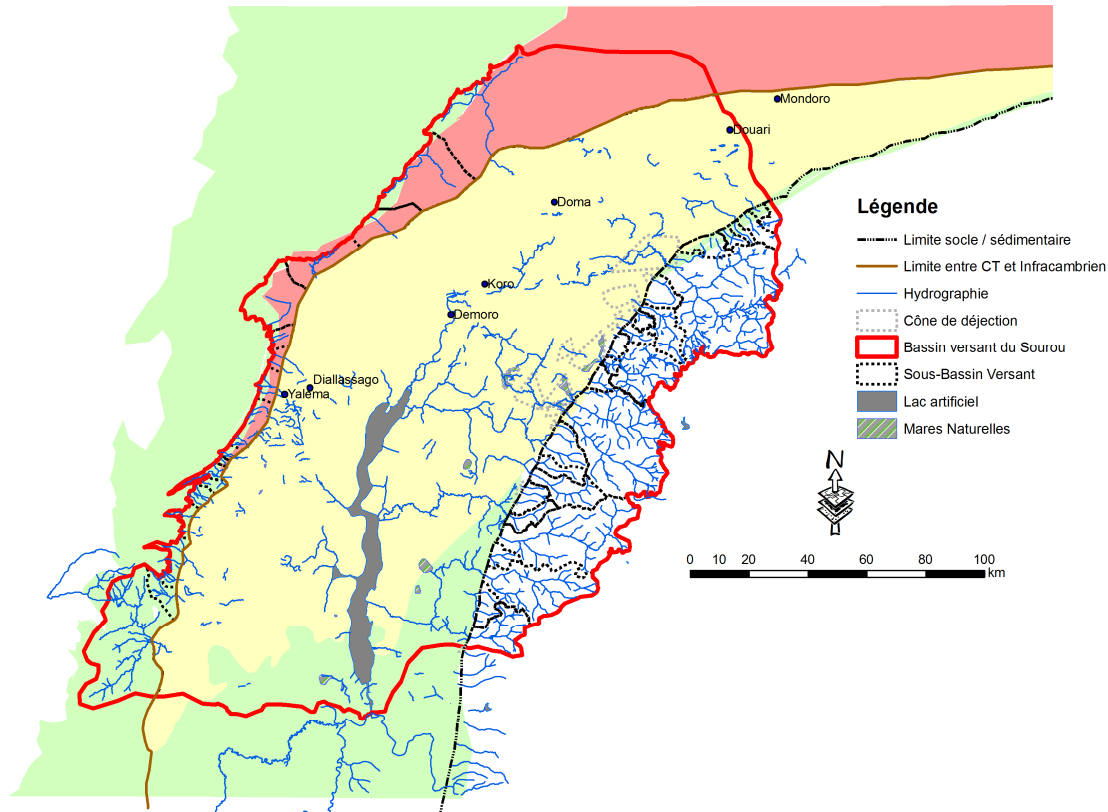 Mondoro
Douari
Doma
Koro
Demoro
Diallassago
Yalema
Légende
Limite socle / sédimentaire
Limite entre CT et Infracambrien
Hydrographie
Cône de déjection
Bassin versant du Sourou
Sous-Bassin Versant
Lac artificiel
Mares Naturelles
N
0 10 20 40 60 80 100
km